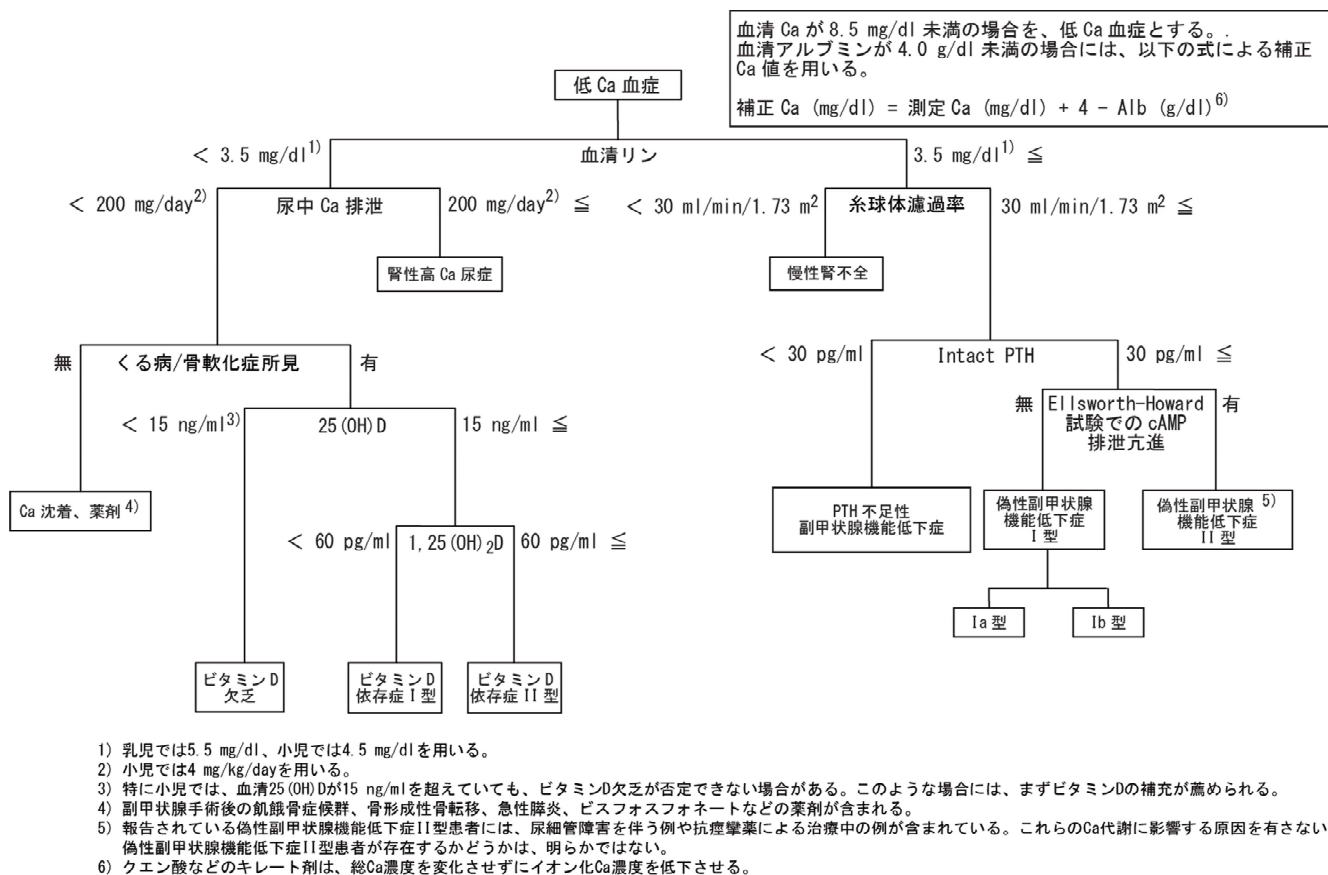 血清 Ca が 8.5 mg/dl 未満の場合を、低 Ca 血症とする。.
血清アルブミンが 4.0 g/dl 未満の場合には、以下の式による補正
Ca 値を用いる。
補正 Ca (mg/dl) = 測定 Ca (mg/dl) + 4 - Alb (g/dl)6)
低 Ca 血症
< 3.5 mg/dl1)
血清リン
3.5 mg/dl1) ≦
< 200 mg/day2)
尿中 Ca 排泄
200 mg/day2) ≦
< 30 ml/min/1.73 m2
糸球体濾過率
30 ml/min/1.73 m2 ≦
腎性高 Ca 尿症
慢性腎不全
無
くる病/骨軟化症所見
有
< 30 pg/ml
Intact PTH
30 pg/ml ≦
< 15 ng/ml3)
25(OH)D
15 ng/ml ≦
無
Ellsworth-Howard
試験での cAMP
排泄亢進
有
Ca 沈着、薬剤4)
PTH 不足性
副甲状腺機能低下症
偽性副甲状腺
機能低下症
I 型
偽性副甲状腺5)
機能低下症
II 型
< 60 pg/ml
1,25(OH)2D
60 pg/ml ≦
Ia 型
Ib 型
ビタミン D
欠乏
ビタミン D
依存症 I 型
ビタミン D
依存症 II 型
1) 乳児では5.5 mg/dl、小児では4.5 mg/dlを用いる。
2) 小児では4 mg/kg/dayを用いる。
3) 特に小児では、血清25(OH)Dが15 ng/mlを超えていても、ビタミンD欠乏が否定できない場合がある。このような場合には、まずビタミンDの補充が薦められる。
4) 副甲状腺手術後の飢餓骨症候群、骨形成性骨転移、急性膵炎、ビスフォスフォネートなどの薬剤が含まれる。
5) 報告されている偽性副甲状腺機能低下症II型患者には、尿細管障害を伴う例や抗痙攣薬による治療中の例が含まれている。これらのCa代謝に影響する原因を有さない
偽性副甲状腺機能低下症II型患者が存在するかどうかは、明らかではない。
6) クエン酸などのキレート剤は、総Ca濃度を変化させずにイオン化Ca濃度を低下させる。